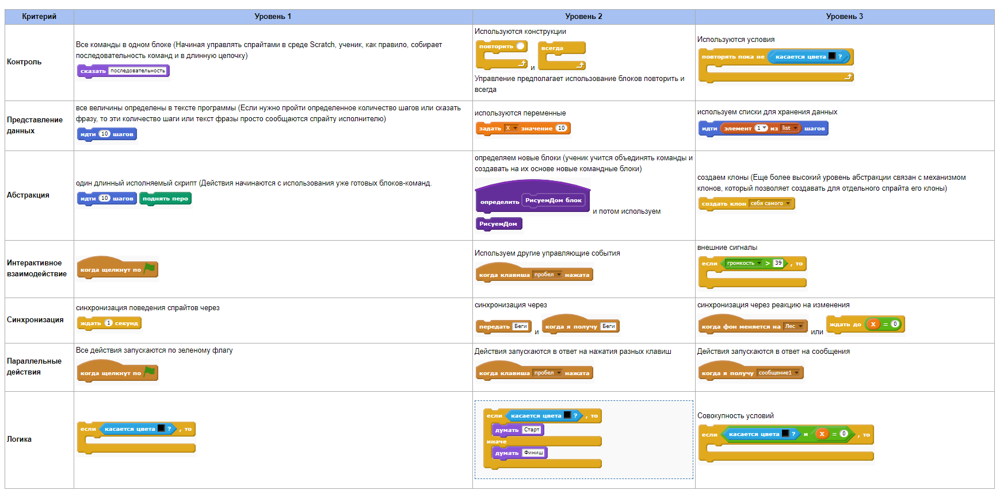 Критерий
Уровень 1
Уровень 2
Уровень 3
Контроль
Все команды в одном блоке (Начиная управлять спрайтами в среде Scratch, ученик, как правило, собирает
последовательность команд и в длинную цепочку)
сказать последовательность
Используются конструкции
повторить
и
всегда
Управление предполагает использование блоков повторить и
всегда
Используются условия
повторять пока не касается цвета ?
Представление
данных
все величины определены в тексте программы (Если нужно пройти определенное количество шагов или сказать
фразу, то эти количество шаги или текст фразы просто сообщаются спрайту исполнителю)
идти 10 шагов
используются переменные
задать X значение 10
используем списки для хранения данных
идти элемент 1 из list шагов
Абстракция
один длинный исполняемый скрипт (Действия начинаются с использования уже готовых блоков-команд.
идти 10 шагов поднять перо
определяем новые блоки (ученик учится объединять команды и
создавать на их основе новые командные блоки)
определить РисуемДом блок
и потом используем
РисуемДом
создаем клоны (Еще более высокий уровень абстракции связан с механизмом
клонов, который позволяет создавать для отдельного спрайта его клоны)
создать клон себя самого
Интерактивное
взаимодействие
когда щелкнут по
Используем другие управляющие события
когда клавиша пробел нажата
внешние сигналы
если громкость > 39 , то
Синхронизация
синхронизация поведения спрайтов через
ждать 1 секунд
синхронизация через
передать Беги и когда я получу Беги
синхронизация через реакцию на изменения
когда фон меняется на Лес или ждать до X = 0
Параллельные
действия
Все действия запускаются по зеленому флагу
когда щелкнут по
Действия запускаются в ответ на нажатия разных клавиш
когда клавиша пробел нажата
Действия запускаются в ответ на сообщения
когда я получу сообщение1
Логика
если касается цвета ? , то
если касается цвета ? , то
думать Старт
иначе
думать Финиш
Совокупность условий
если касается цвета ? и X = 0 , то